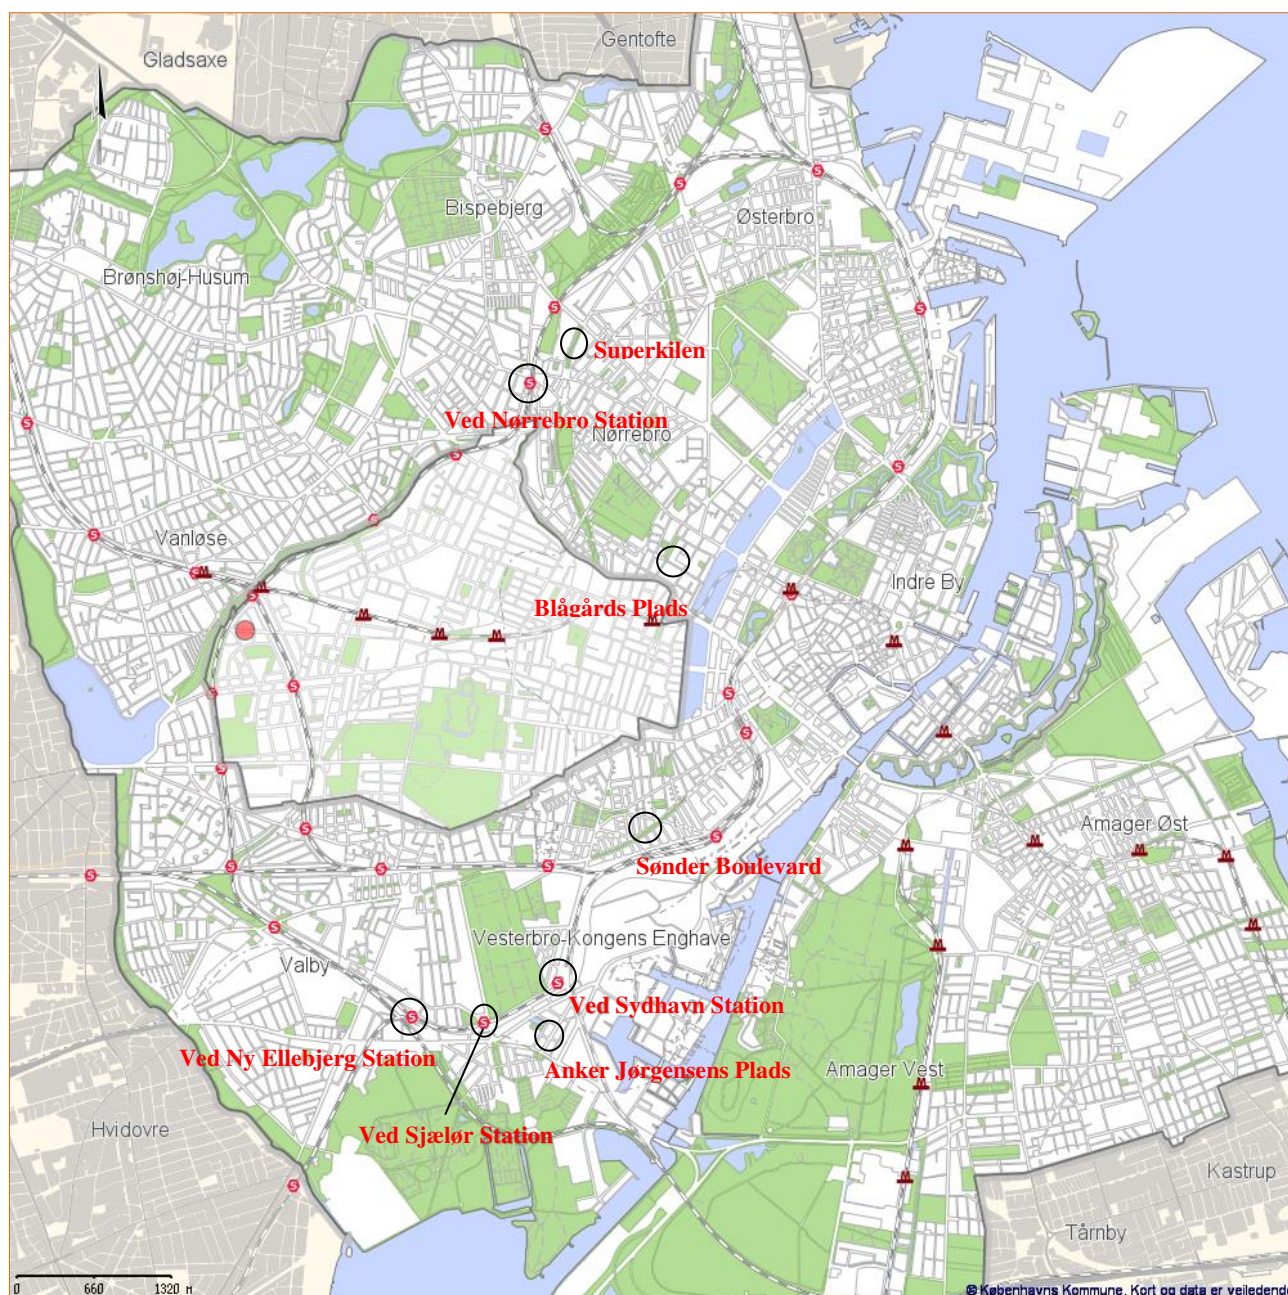 Gentofte
Gladsaxe
Bispebjerg
Østerbro
Brønshøj-Husum
Superkilen
Ved Nørrebro Station
Nørrebro
Vanløse
Indre By
Blågårds Plads
Amager Øst
Sønder Boulevard
Vesterbro-Kongens Enghave
Valby
Ved Sydhavn Station
Ved Ny Ellebjerg Station
Anker Jørgensens Plads
Amager Vest
Hvidovre
Ved Sjælør Station
Kastrup
Tårnby
0 660 1320 M
© Københavns Kommune. Kort og data er vejledend